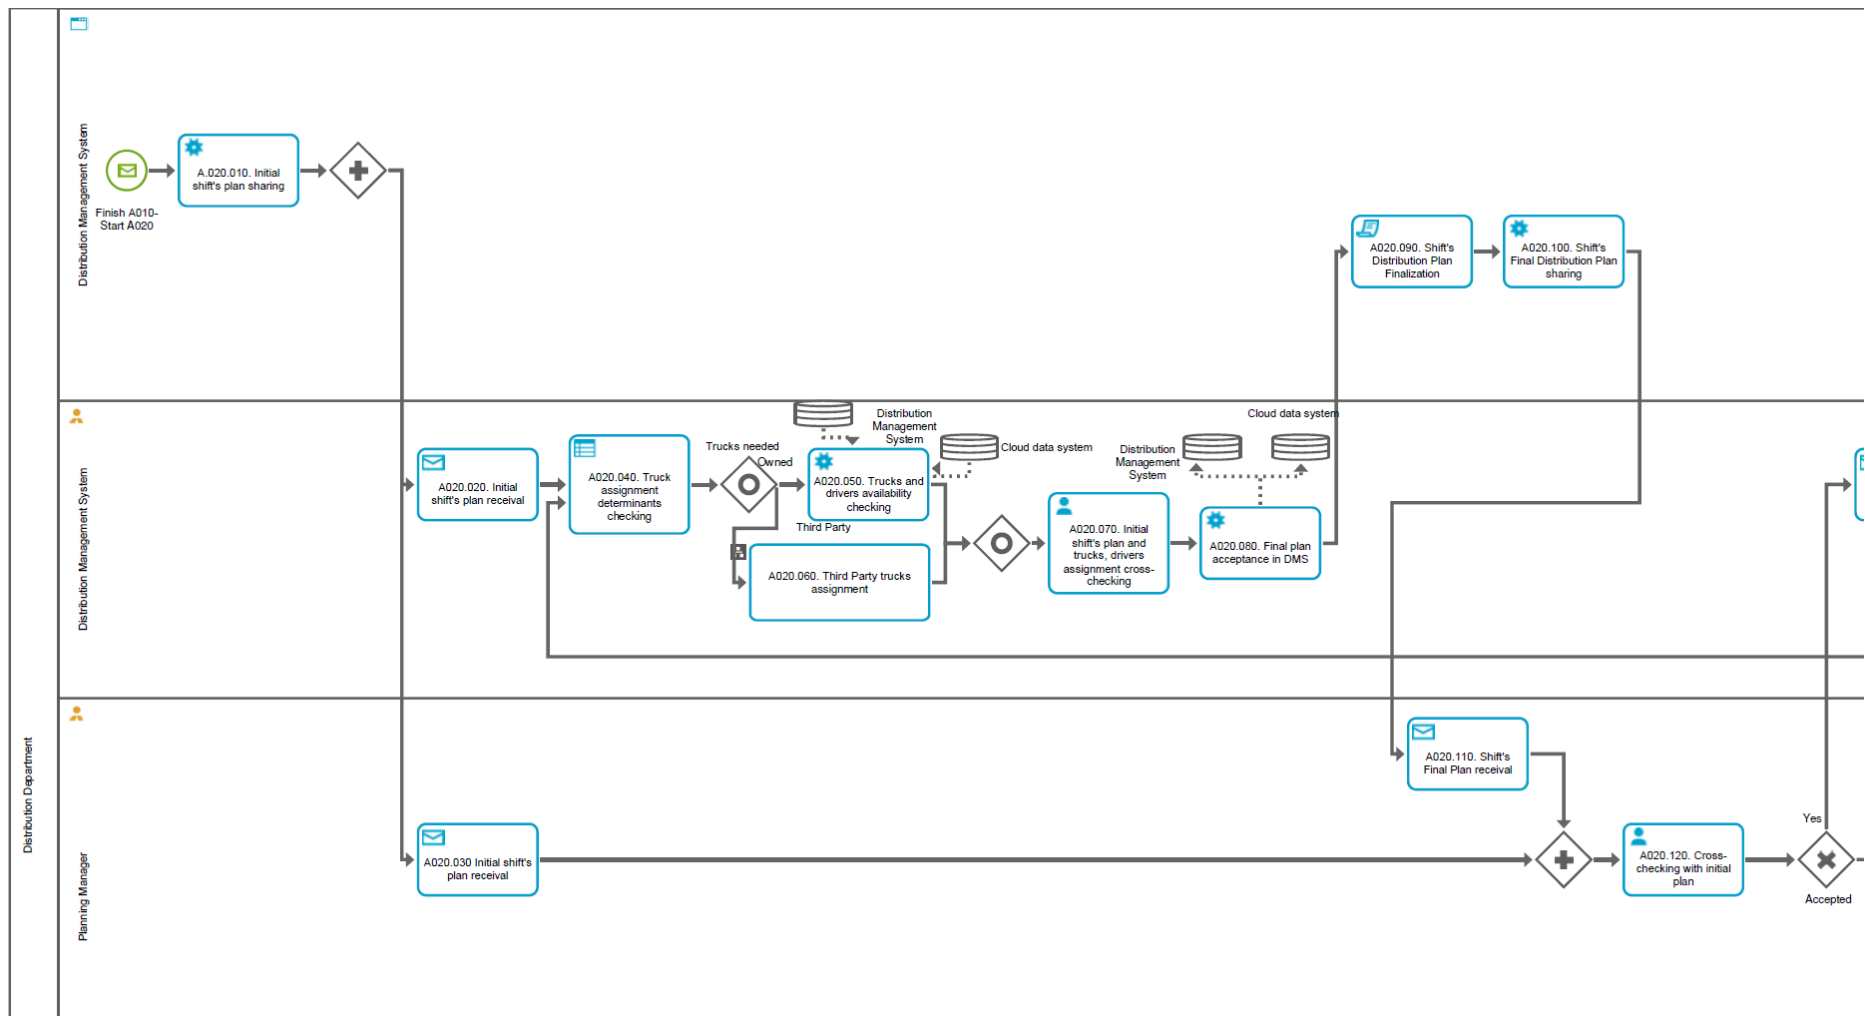 Distribution Department
Distribution Management System
Finish A010-
Start A020
A.020.010. Initial
shift's plan sharing
A020.090. Shift's
Distribution Plan
Finalization
A020.100. Shift's
Final Distribution Plan
sharing
Distribution Management System
A020.020. Initial
shift's plan receival
A020.040. Truck
assignment
determinants
checking
Trucks needed
Owned
Third Party
Distribution
Management
System
Cloud data system
A020.050. Trucks and
drivers availability
checking
A020.060. Third Party trucks
assignment
A020.070. Initial
shift's plan and
trucks, drivers
assignment cross-
checking
Distribution
Management
System
Cloud data system
A020.080. Final plan
acceptance in DMS
Planning Manager
A020.030 Initial shift's
plan receival
A020.110. Shift's
Final Plan receival
A020.120. Cross-
checking with initial
plan
Yes
Accepted